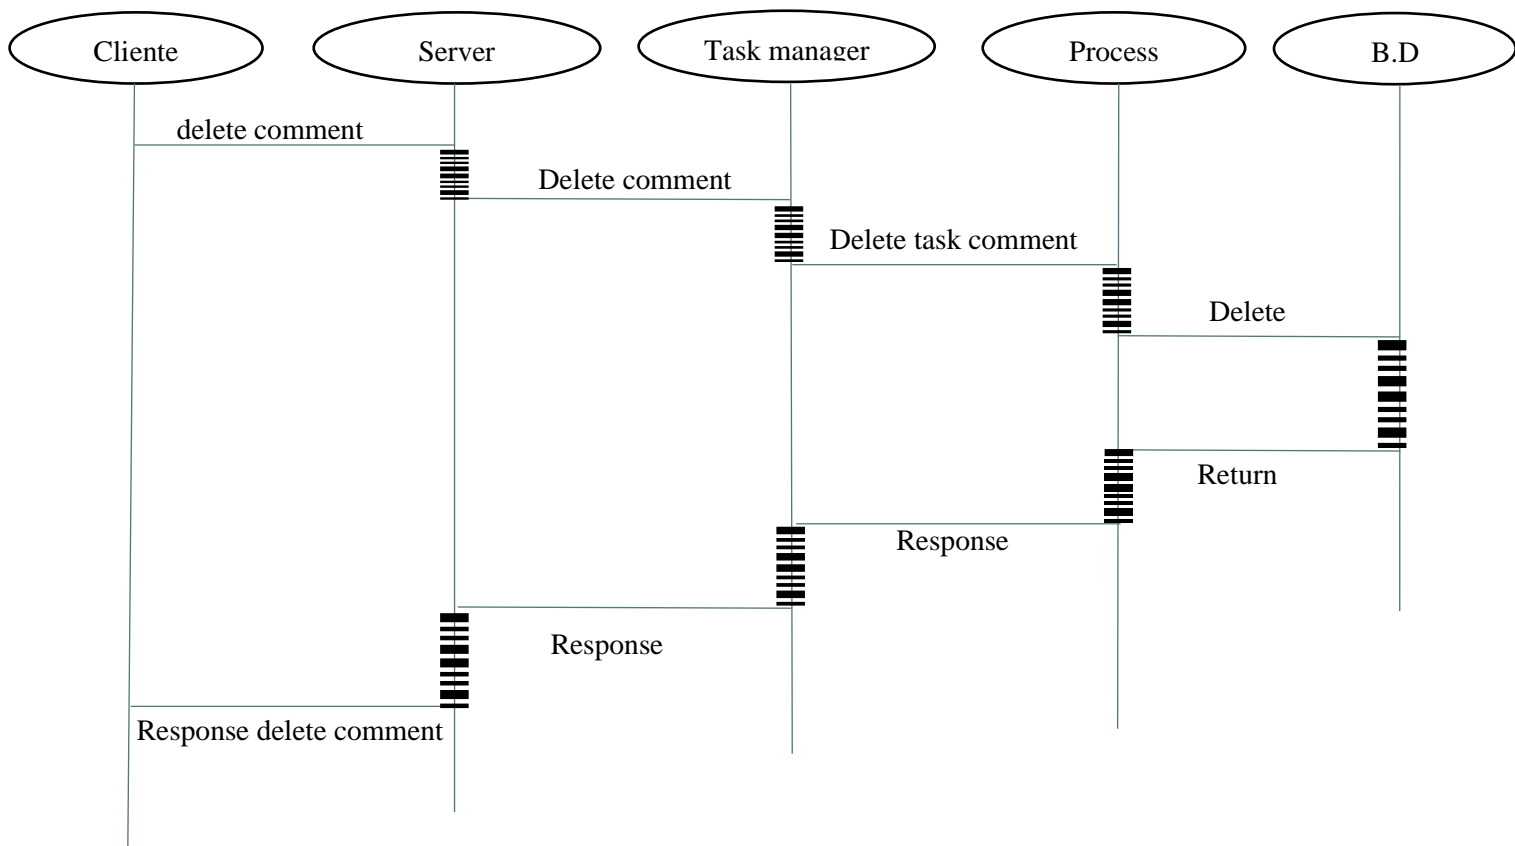 Cliente
Server
Task manager
Process
B.D
delete comment
Delete comment
Delete task comment
Delete
Return
Response
Response
Response delete comment